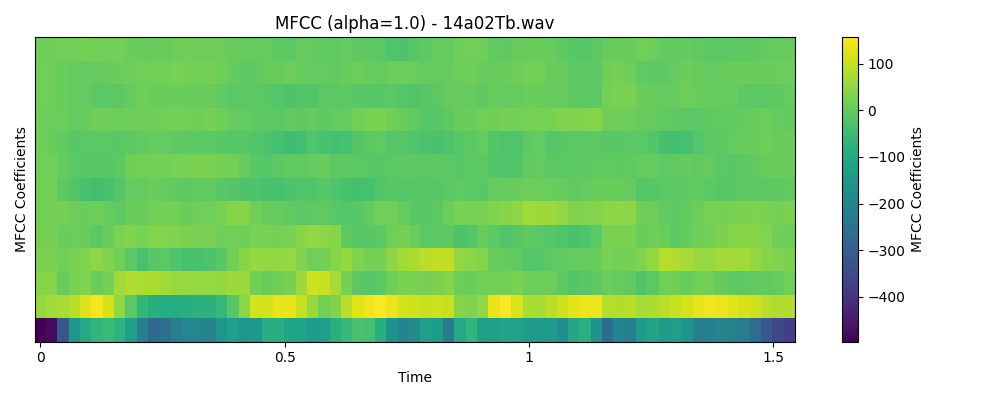 MFCC (alpha=1.0) - 14a02Tb.wav
MFCC Coefficients
0
0.5
1
1.5
Time
100
0
−100
−200
−300
−400
MFCC Coefficients